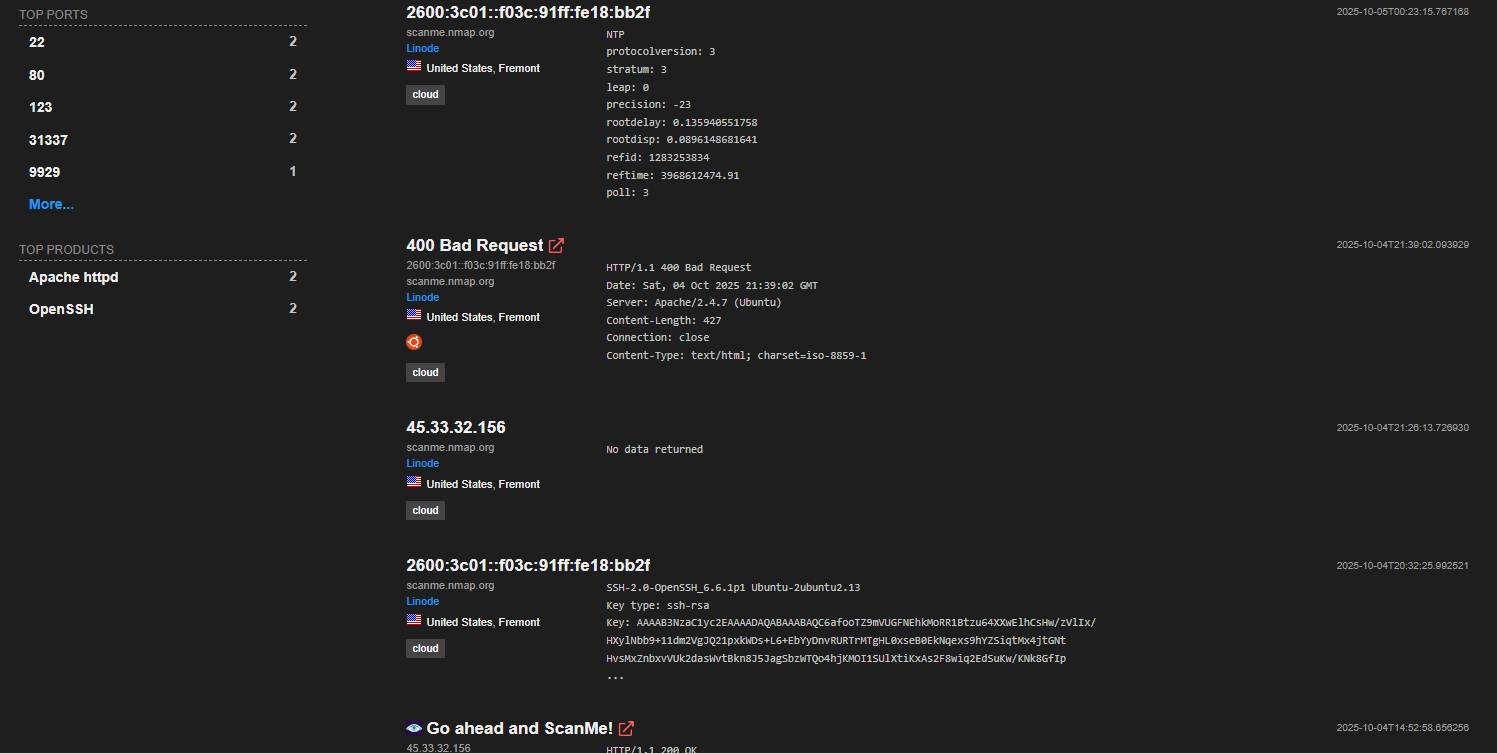 TOP PORTS
22 2
80 2
123 2
31337 2
9929 1
More...
TOP PRODUCTS
Apache httpd 2
OpenSSH 2
2600:3c01::f03c:91ff:fe18:bb2f
2025-10-05T00:23:15.767168
scanme.nmap.org
Linode
United States, Fremont
cloud
NTP
protocolversion: 3
stratum: 3
leap: 0
precision: -23
rootdelay: 0.135940551758
rootdisp: 0.0896148681641
refid: 1283253834
reftime: 3968612474.91
poll: 3
400 Bad Request
2025-10-04T21:39:02.093929
2600:3c01::f03c:91ff:fe18:bb2f
scanme.nmap.org
Linode
United States, Fremont
cloud
HTTP/1.1 400 Bad Request
Date: Sat, 04 Oct 2025 21:39:02 GMT
Server: Apache/2.4.7 (Ubuntu)
Content-Length: 427
Connection: close
Content-Type: text/html; charset=iso-8859-1
45.33.32.156
2025-10-04T21:26:13.726930
scanme.nmap.org
Linode
United States, Fremont
cloud
No data returned
2600:3c01::f03c:91ff:fe18:bb2f
2025-10-04T20:32:25.992521
scanme.nmap.org
Linode
United States, Fremont
cloud
SSH-2.0-OpenSSH_6.6.1p1 Ubuntu-2ubuntu2.13
Key type: ssh-rsa
Key: AAAAB3NzaC1yc2EAAAADAQABAAABAQC6afooTZ9mVUGFNEhkMoRR1Btzu64XXwElhCsHw/zVlIx/
HXylNbb9+11dm2VgJQ21pxkWDs+L6+EbYyDnvRURTrMTgHL0xseB0EkNqexs9hYZSiqtMx4jtGNt
HvsMxZnbxvVUk2dasWvtBkn8J5JagSbzWTQo4hjKMOI1SUlXtiKxAs2F8wiq2EdSuKw/KNk8GfIp
...
Go ahead and ScanMe!
2025-10-04T14:52:58.656256
45.33.32.156
HTTP/1.1 200 OK